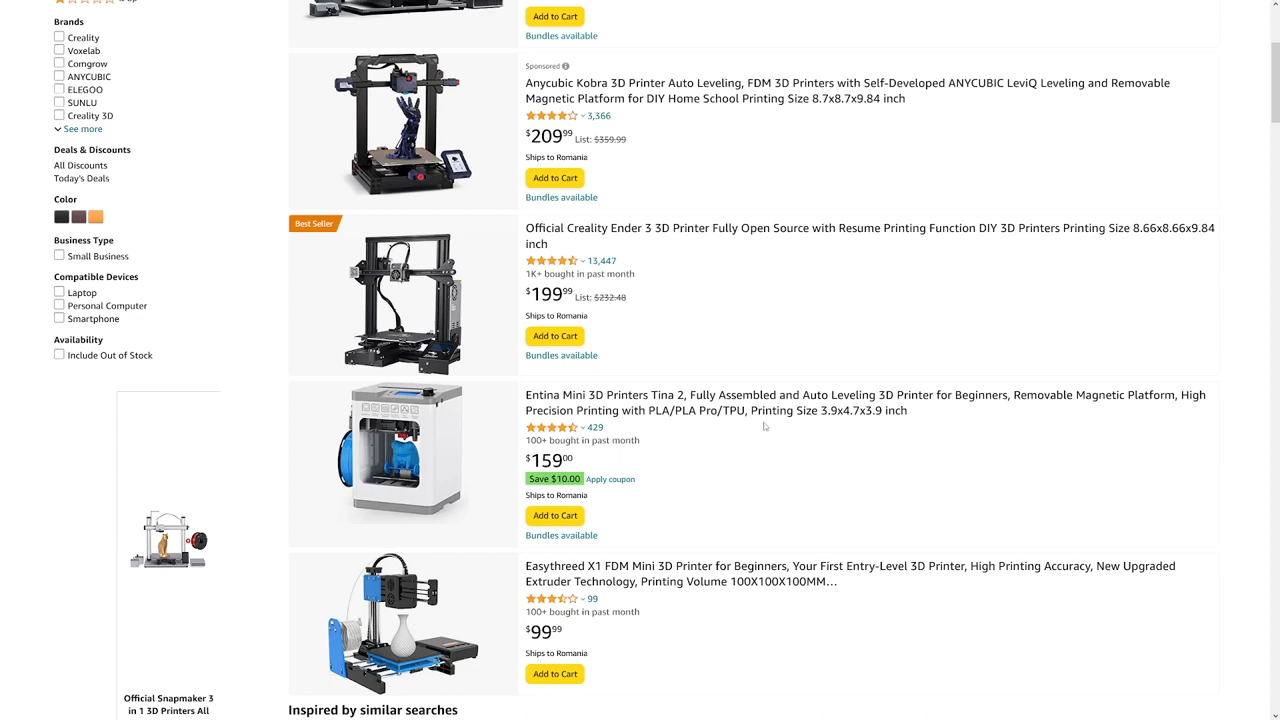 Brands
Creality
Voxelab
Comgrow
ANYCUBIC
ELEGOO
SUNLU
Creality 3D
See more
Deals & Discounts
All Discounts
Today's Deals
Color
Business Type
Small Business
Compatible Devices
Laptop
Personal Computer
Smartphone
Availability
Include Out of Stock
Official Snapmaker 3
in 1 3D Printers All
Add to Cart
Bundles available
Sponsored
Anycubic Kobra 3D Printer Auto Leveling, FDM 3D Printers with Self-Developed ANYCUBIC LeviQ Leveling and Removable
Magnetic Platform for DIY Home School Printing Size 8.7x8.7x9.84 inch
3,366
$209.99 List: $359.99
Ships to Romania
Add to Cart
Bundles available
Best Seller
Official Creality Ender 3 3D Printer Fully Open Source with Resume Printing Function DIY 3D Printers Printing Size 8.66x8.66x9.84
inch
13,447
1K+ bought in past month
$199.99 List: $232.48
Ships to Romania
Add to Cart
Bundles available
Entina Mini 3D Printers Tina 2, Fully Assembled and Auto Leveling 3D Printer for Beginners, Removable Magnetic Platform, High
Precision Printing with PLA/PLA Pro/TPU, Printing Size 3.9x4.7x3.9 inch
429
100+ bought in past month
$159.00
Save $10.00 Apply coupon
Ships to Romania
Add to Cart
Bundles available
Easythreed X1 FDM Mini 3D Printer for Beginners, Your First Entry-Level 3D Printer, High Printing Accuracy, New Upgraded
Extruder Technology, Printing Volume 100X100X100MM…
99
100+ bought in past month
$99.99
Ships to Romania
Add to Cart
Inspired by similar searches